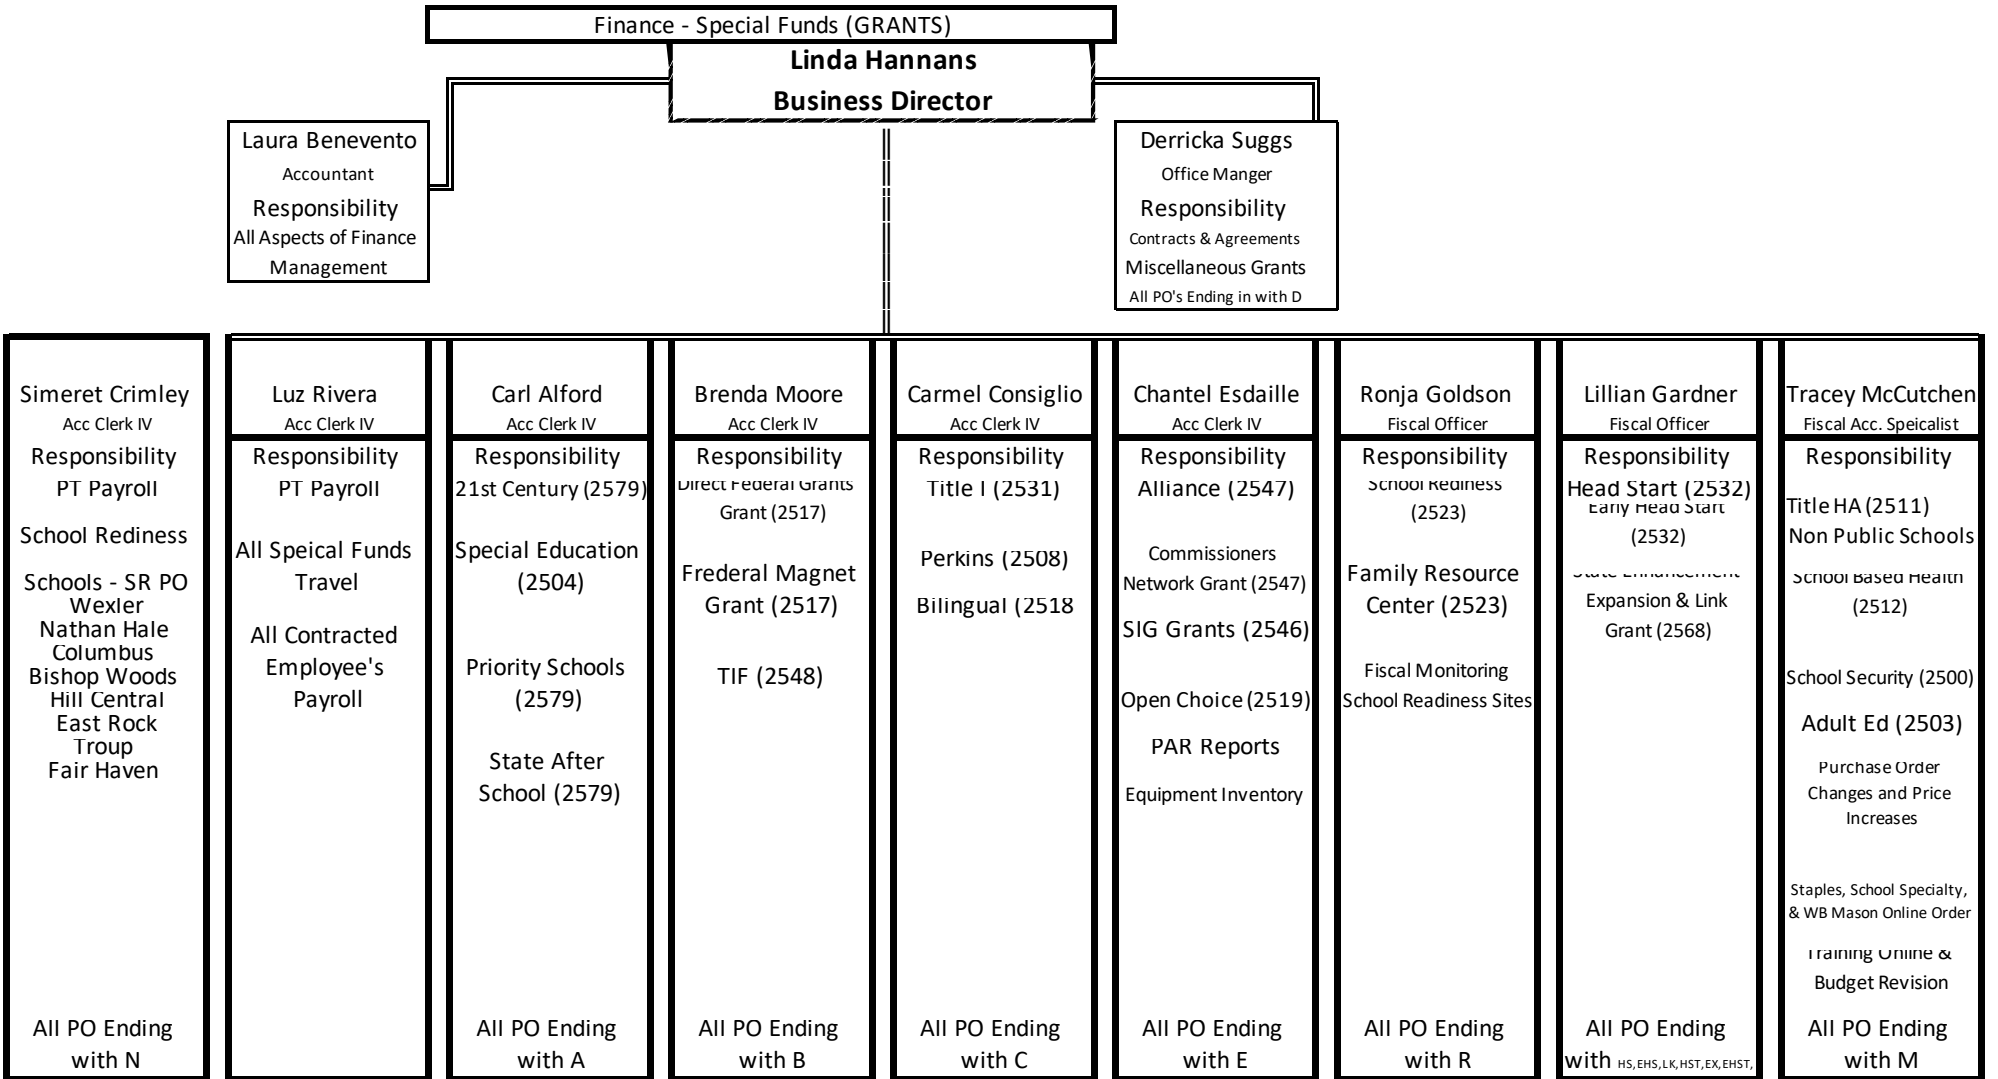 Finance - Special Funds (GRANTS)
Linda Hannans
Business Director
Laura Benevento
Accountant
Responsibility
All Aspects of Finance
Management
Derricka Suggs
Office Manger
Responsibility
Contracts & Agreements
Miscellaneous Grants
All PO's Ending in with D
Simeret Crimley
Acc Clerk IV
Responsibility
PT Payroll
School Rediness
Schools - SR PO
Wexler
Nathan Hale
Columbus
Bishop Woods
Hill Central
East Rock
Troup
Fair Haven
All PO Ending
with N
Luz Rivera
Acc Clerk IV
Responsibility
PT Payroll
All Speical Funds
Travel
All Contracted
Employee's
Payroll
Carl Alford
Acc Clerk IV
Responsibility
21st Century (2579)
Special Education
(2504)
Priority Schools
(2579)
State After
School (2579)
All PO Ending
with A
Brenda Moore
Acc Clerk IV
Responsibility
Direct Federal Grants
Grant (2517)
Frederal Magnet
Grant (2517)
TIF (2548)
All PO Ending
with B
Carmel Consiglio
Acc Clerk IV
Responsibility
Title I (2531)
Perkins (2508)
Bilingual (2518
All PO Ending
with C
Chantel Esdaille
Acc Clerk IV
Responsibility
Alliance (2547)
Commissioners
Network Grant (2547)
SIG Grants (2546)
Open Choice (2519)
PAR Reports
Equipment Inventory
All PO Ending
with E
Ronja Goldson
Fiscal Officer
Responsibility
School Rediness
(2523)
Family Resource
Center (2523)
Fiscal Monitoring
School Readiness Sites
All PO Ending
with R
Lillian Gardner
Fiscal Officer
Responsibility
Head Start (2532)
Early Head Start
(2532)
State Enhancement
Expansion & Link
Grant (2568)
All PO Ending
with HS,EHS,LK,HST,EX,EHST,
Tracey McCutchen
Fiscal Acc. Speicalist
Responsibility
Title HA (2511)
Non Public Schools
School Based Health
(2512)
School Security (2500)
Adult Ed (2503)
Purchase Order
Changes and Price
Increases
Staples, School Specialty,
& WB Mason Online Order
Training Online &
Budget Revision
All PO Ending
with M